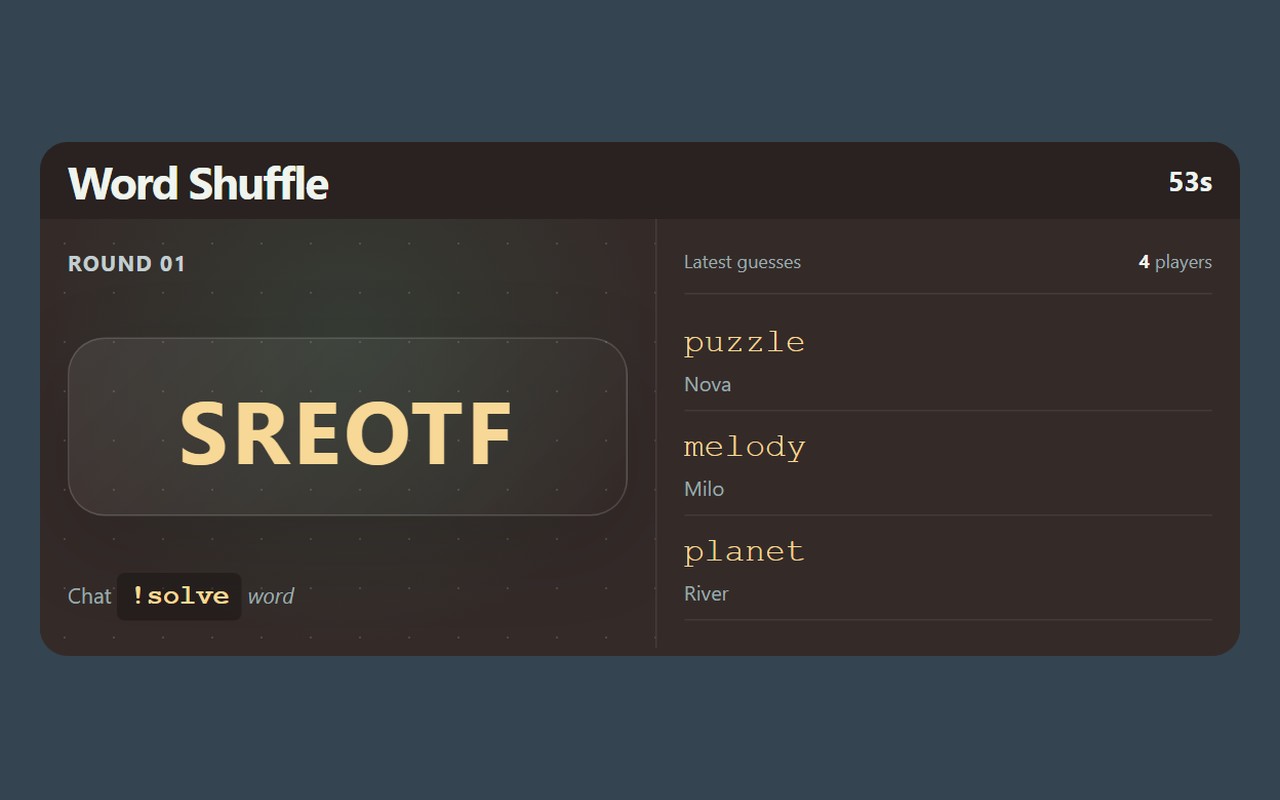 Word Shuffle
53s
ROUND 01
SREOTF
Chat !solve word
Latest guesses
4 players
puzzle
Nova
melody
Milo
planet
River